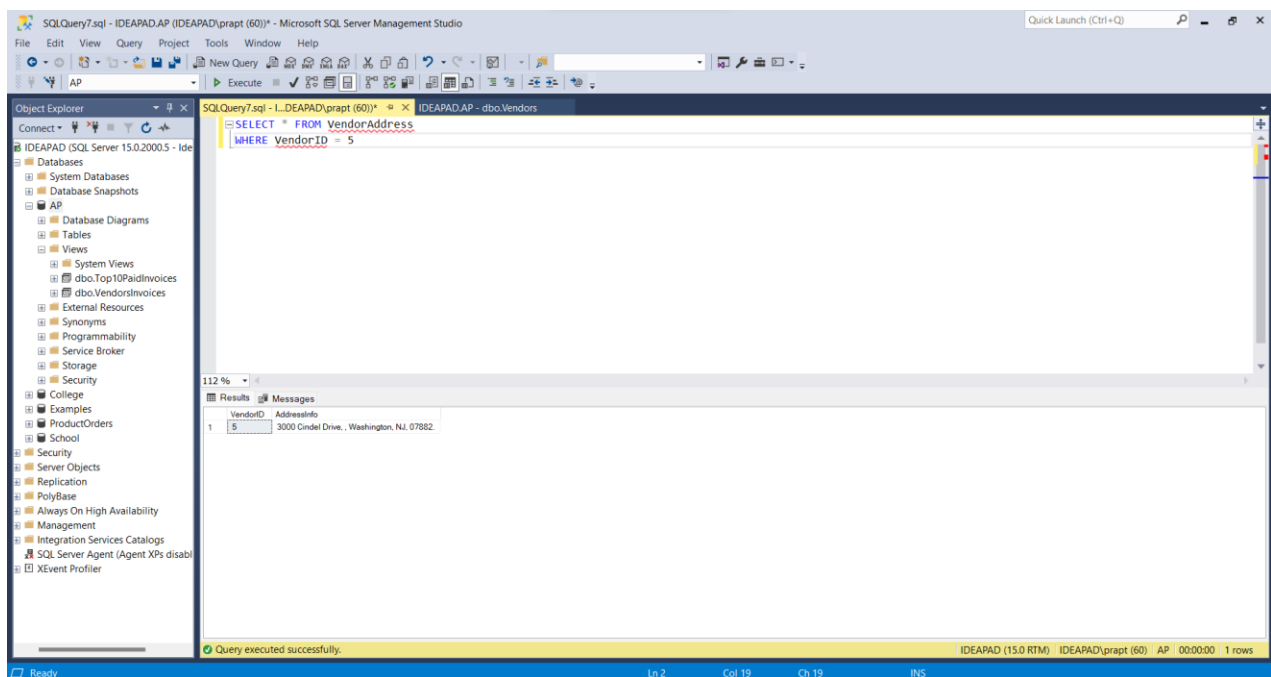 SQLQuery7.sql - IDEAPAD.AP (IDEAPAD\prapt (60))* - Microsoft SQL Server Management Studio
Quick Launch (Ctrl+Q)
File Edit View Query Project Tools Window Help
New Query
AP
Execute
Object Explorer
SQLQuery7.sql - I...DEAPAD\prapt (60))*
IDEAPAD.AP - dbo.Vendors
Connect
IDEAPAD (SQL Server 15.0.2000.5 - Ide
Databases
System Databases
Database Snapshots
AP
Database Diagrams
Tables
Views
System Views
dbo.Top10PaidInvoices
dbo.VendorsInvoices
External Resources
Synonyms
Programmability
Service Broker
Storage
Security
College
Examples
ProductOrders
School
Security
Server Objects
Replication
PolyBase
Always On High Availability
Management
Integration Services Catalogs
SQL Server Agent (Agent XPs disabl
XEvent Profiler
SELECT * FROM VendorAddress
WHERE VendorID = 5
112 %
Results Messages
VendorID AddressInfo
1 5 3000 Cindel Drive, , Washington, NJ, 07882.
Query executed successfully.
IDEAPAD (15.0 RTM) IDEAPAD\prapt (60) AP 00:00:00 1 rows
Ready Ln 2 Col 19 Ch 19 INS